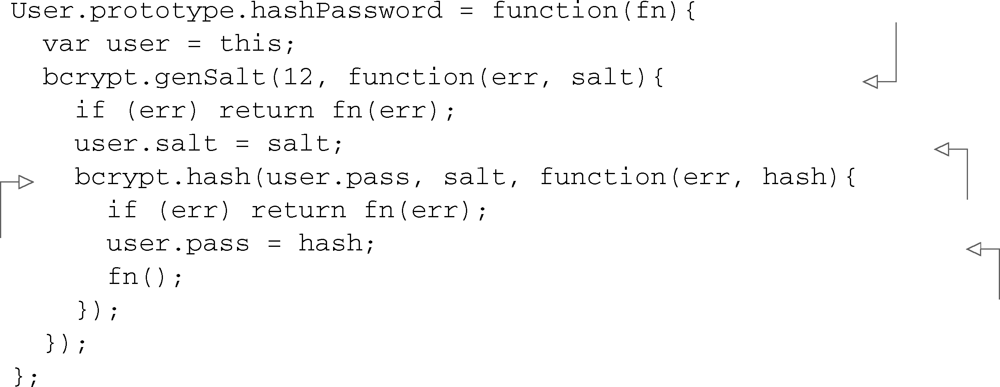 User.prototype.hashPassword = function(fn){
  var user = this;
  bcrypt.genSalt(12, function(err, salt){
    if (err) return fn(err);
    user.salt = salt;
    bcrypt.hash(user.pass, salt, function(err, hash){
      if (err) return fn(err);
      user.pass = hash;
      fn();
    });
  });
};